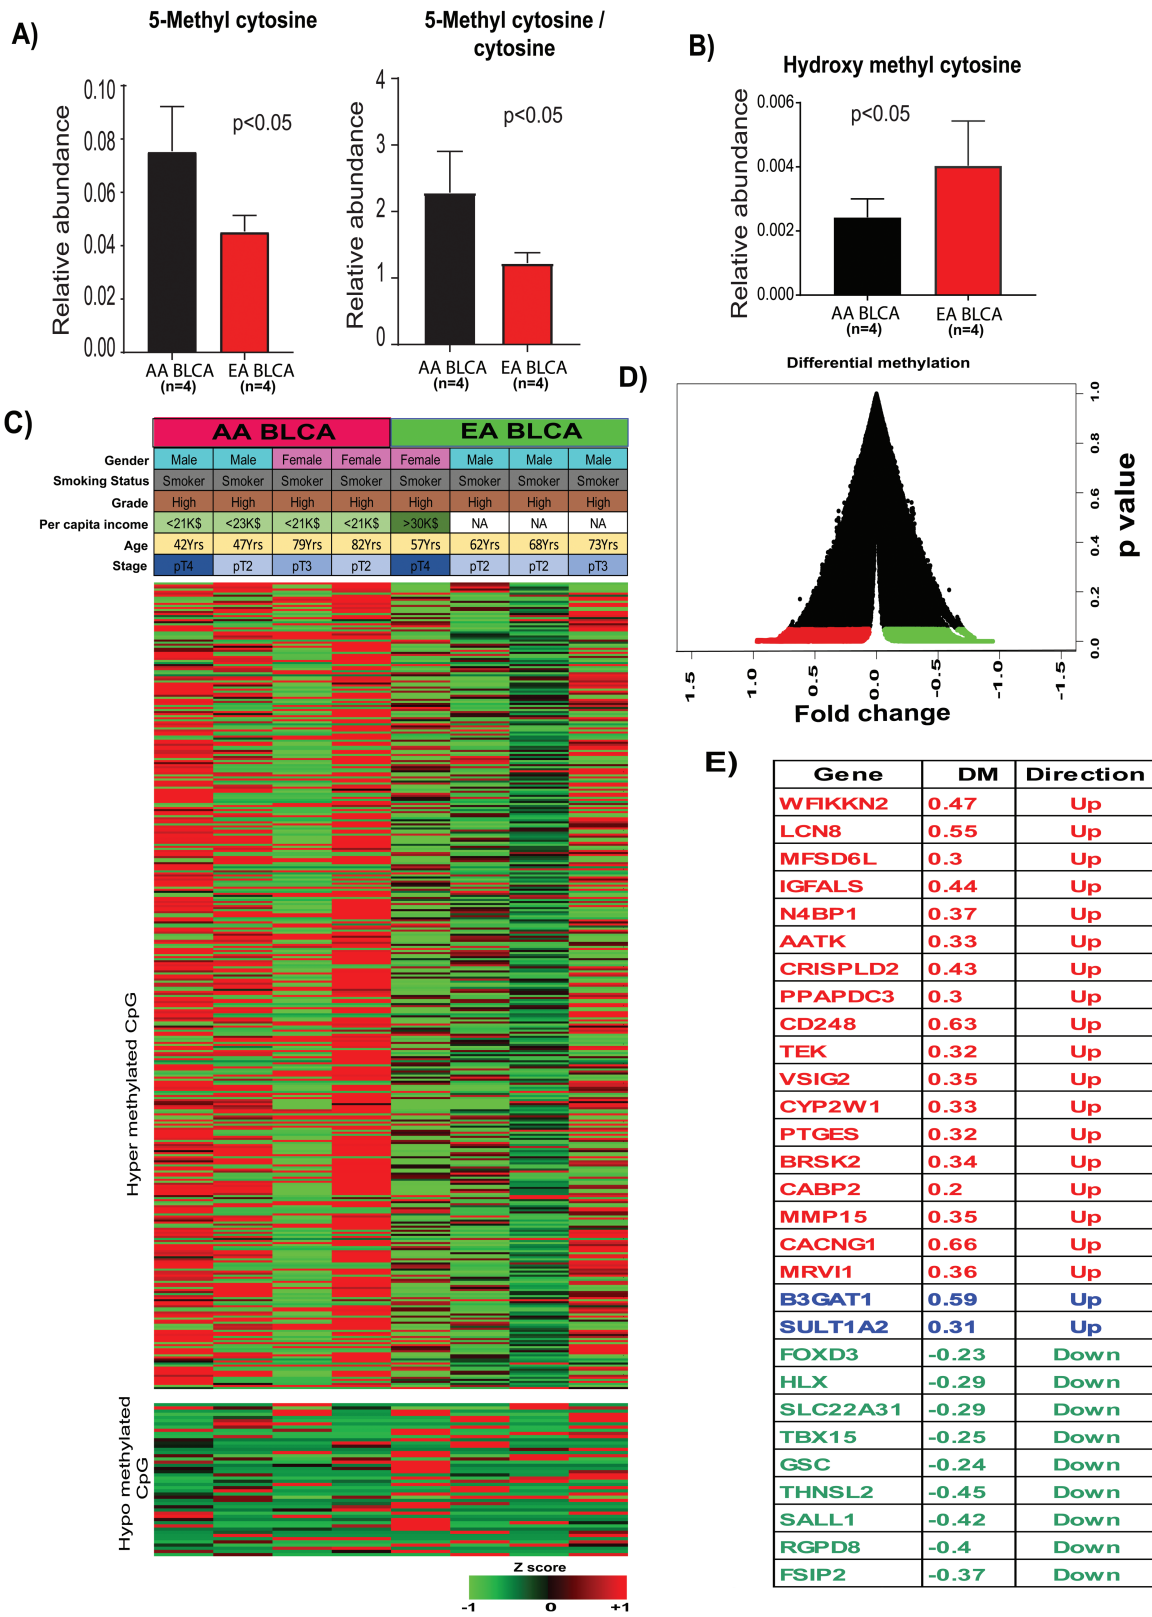 A)
5-Methyl cytosine
Relative abundance
0.10
0.08
0.06
0.04
0.02
0.00
p<0.05
AA BLCA EA BLCA
(n=4) (n=4)
5-Methyl cytosine /
cytosine
Relative abundance
4
3
2
1
0
p<0.05
AA BLCA EA BLCA
(n=4) (n=4)
B)
Hydroxy methyl cytosine
Relative abundance
0.006
0.004
0.002
0.000
p<0.05
AA BLCA EA BLCA
(n=4) (n=4)
C)
AA BLCA EA BLCA
Gender Male Male Female Female Female Male Male Male
Smoking Status Smoker Smoker Smoker Smoker Smoker Smoker Smoker Smoker
Grade High High High High High High High High
Per capita income <21K$ <23K$ <21K$ <21K$ >30K$ NA NA NA
Age 42Yrs 47Yrs 79Yrs 82Yrs 57Yrs 62Yrs 68Yrs 73Yrs
Stage pT4 pT2 pT3 pT2 pT4 pT2 pT2 pT3
Hyper methylated CpG
Hypo methylated
CpG
Z score
-1 0 +1
D)
Differential methylation
1.0
0.8
0.6
0.4
0.2
0.0
p value
1.5 1.0 0.5 0.0 -0.5 -1.0 -1.5
Fold change
E)
Gene DM Direction
WFIKKN2 0.47 Up
LCN8 0.55 Up
MFSD6L 0.3 Up
IGFALS 0.44 Up
N4BP1 0.37 Up
AATK 0.33 Up
CRISPLD2 0.43 Up
PPAPDC3 0.3 Up
CD248 0.63 Up
TEK 0.32 Up
VSIG2 0.35 Up
CYP2W1 0.33 Up
PTGES 0.32 Up
BRSK2 0.34 Up
CABP2 0.2 Up
MMP15 0.35 Up
CACNG1 0.66 Up
MRVI1 0.36 Up
B3GAT1 0.59 Up
SULT1A2 0.31 Up
FOXD3 -0.23 Down
HLX -0.29 Down
SLC22A31 -0.29 Down
TBX15 -0.25 Down
GSC -0.24 Down
THNSL2 -0.45 Down
SALL1 -0.42 Down
RGPD8 -0.4 Down
FSIP2 -0.37 Down